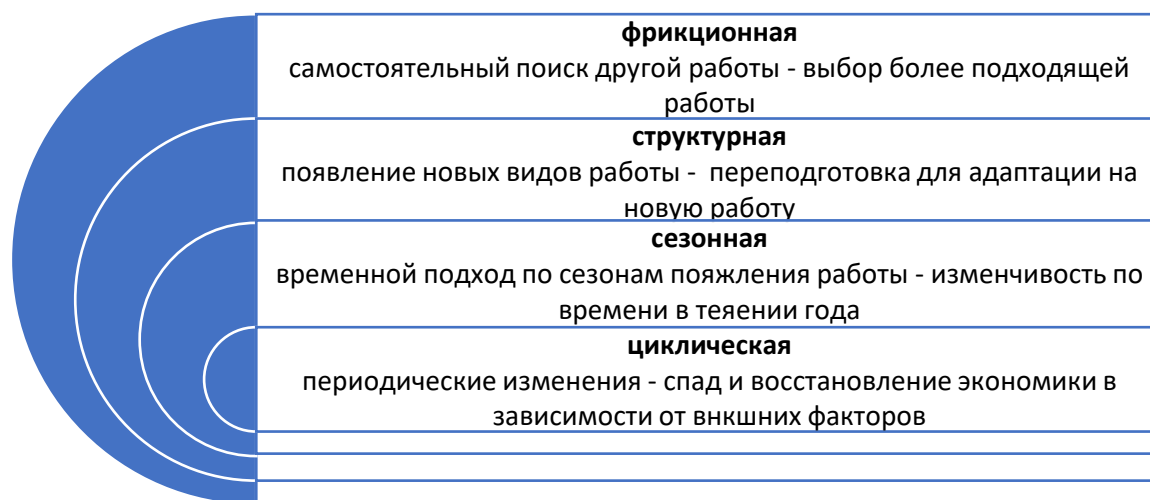 фрикционная
самостоятельный поиск другой работы - выбор более подходящей
работы
структурная
появление новых видов работы -  переподготовка для адаптации на
новую работу
сезонная
временной подход по сезонам пояжления работы - изменчивость по
времени в теяении года
циклическая
периодические изменения - спад и восстановление экономики в
зависимости от внкшних факторов